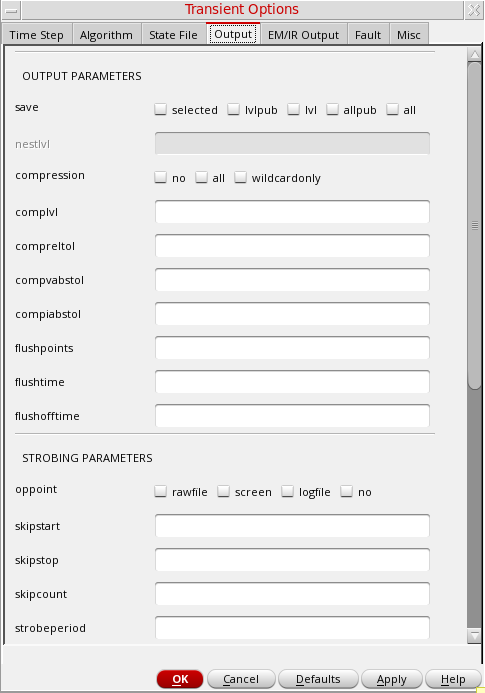 Transient Options
Time Step Algorithm State File Output EM/IR Output Fault Misc
OUTPUT PARAMETERS
save selected lvlpub lvl allpub all
nestlvl
compression no all wildcardonly
complvl
compreltol
compvabstol
compiabstol
flushpoints
flushtime
flushofftime
STROBING PARAMETERS
oppoint rawfile screen logfile no
skipstart
skipstop
skipcount
strobeperiod
OK Cancel Defaults Apply Help